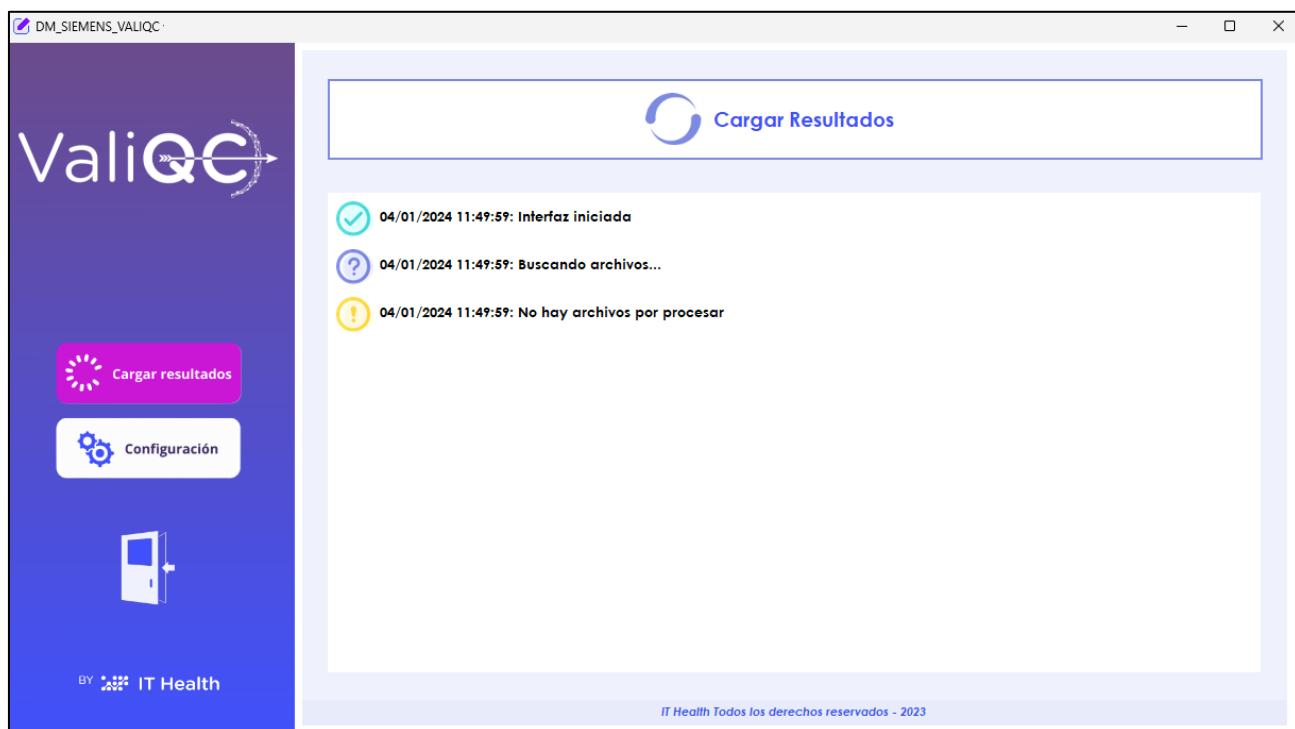 DM_SIEMENS_VALIQC
ValiQC
Cargar resultados
Configuración
BY IT Health
Cargar Resultados
04/01/2024 11:49:59: Interfaz iniciada
04/01/2024 11:49:59: Buscando archivos...
04/01/2024 11:49:59: No hay archivos por procesar
IT Health Todos los derechos reservados - 2023